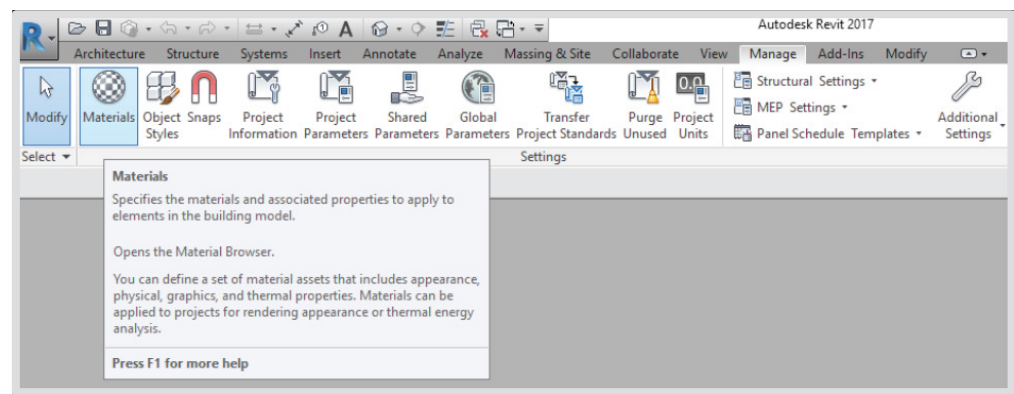 Autodesk Revit 2017
Architecture Structure Systems Insert Annotate Analyze Massing & Site Collaborate View Manage Add-Ins Modify
Modify
Materials
Object Styles
Snaps
Project Information
Project Parameters
Shared Parameters
Global Parameters
Transfer Project Standards
Purge Unused
Project Units
Structural Settings
MEP Settings
Panel Schedule Templates
Additional Settings
Select
Settings
Materials
Specifies the materials and associated properties to apply to
elements in the building model.
Opens the Material Browser.
You can define a set of material assets that includes appearance,
physical, graphics, and thermal properties. Materials can be
applied to projects for rendering appearance or thermal energy
analysis.
Press F1 for more help